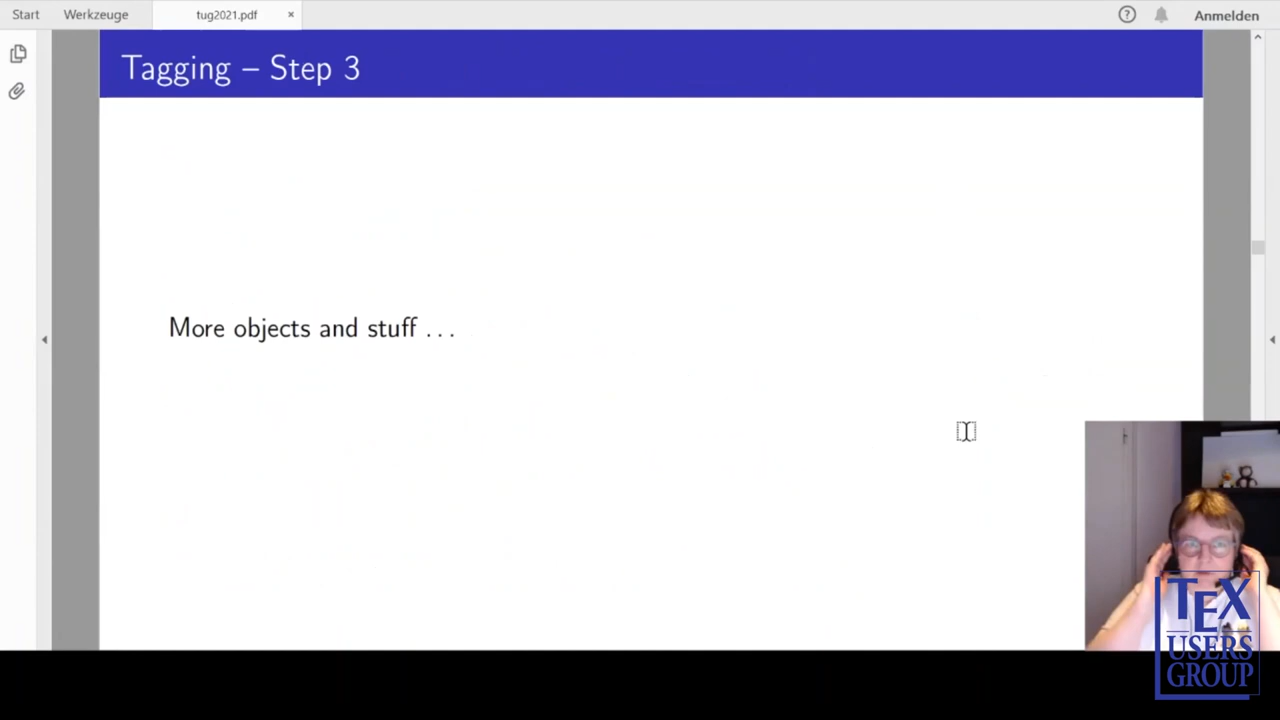 Start Werkzeuge tug2021.pdf × Anmelden
Tagging – Step 3
More objects and stuff . . .
TEX
USERS
GROUP